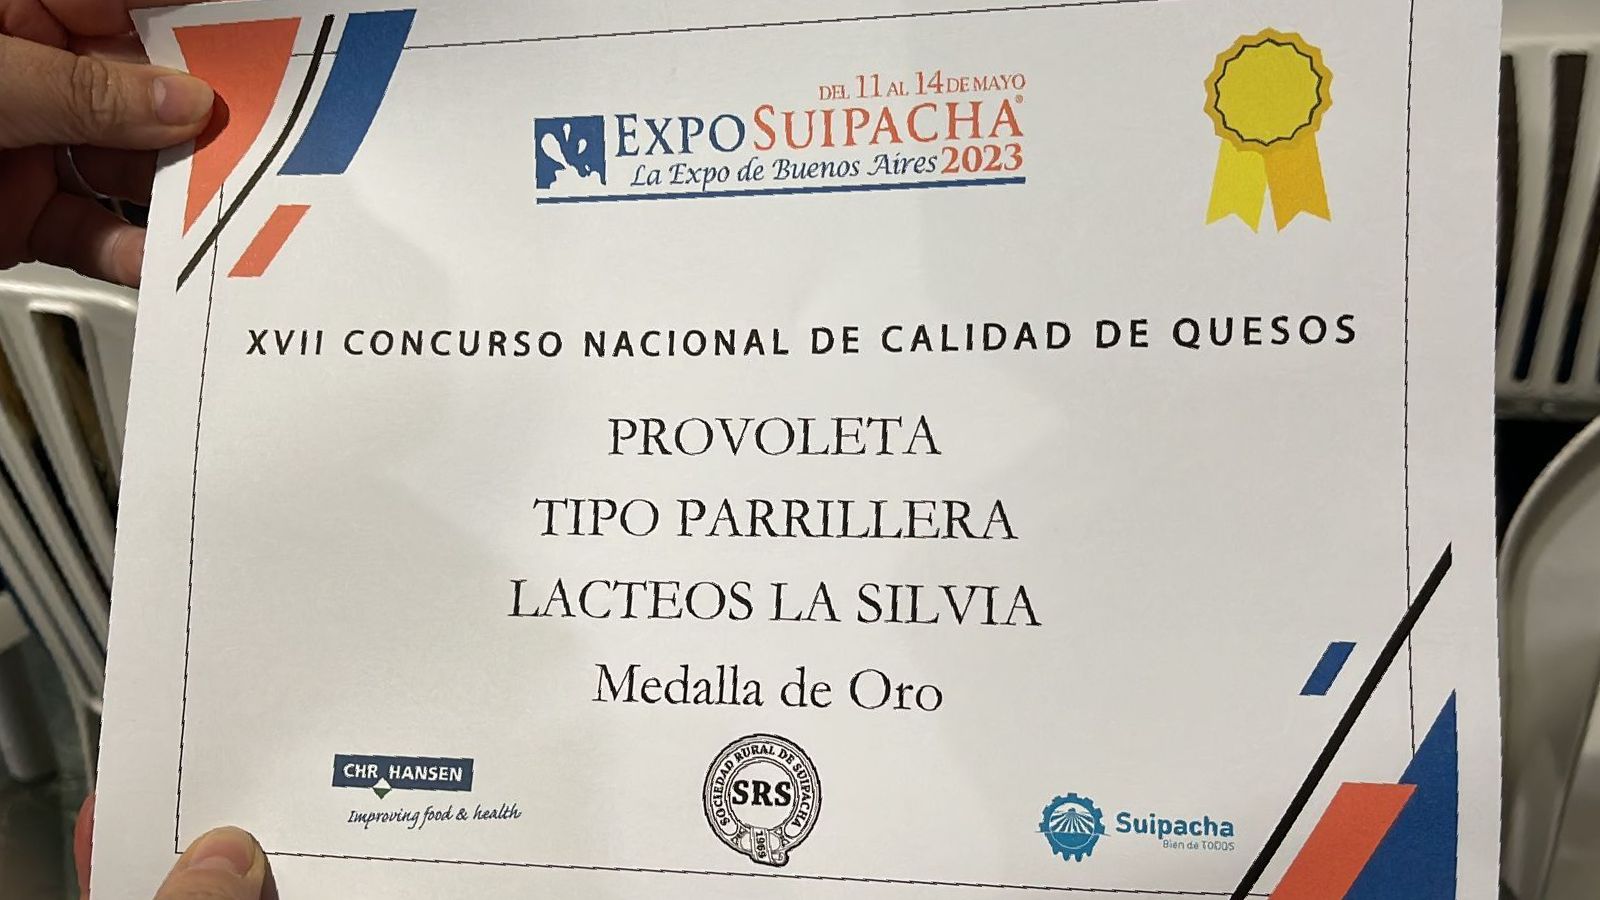 DEL 11 AL 14 DE MAYO
EXPOSUIPACHA®
La Expo de Buenos Aires 2023
XVII CONCURSO NACIONAL DE CALIDAD DE QUESOS
PROVOLETA
TIPO PARRILLERA
LACTEOS LA SILVIA
Medalla de Oro
CHR HANSEN
Improving food & health
SOCIEDAD RURAL DE SUIPACHA
SRS
1969
Suipacha
Bien de TODOS